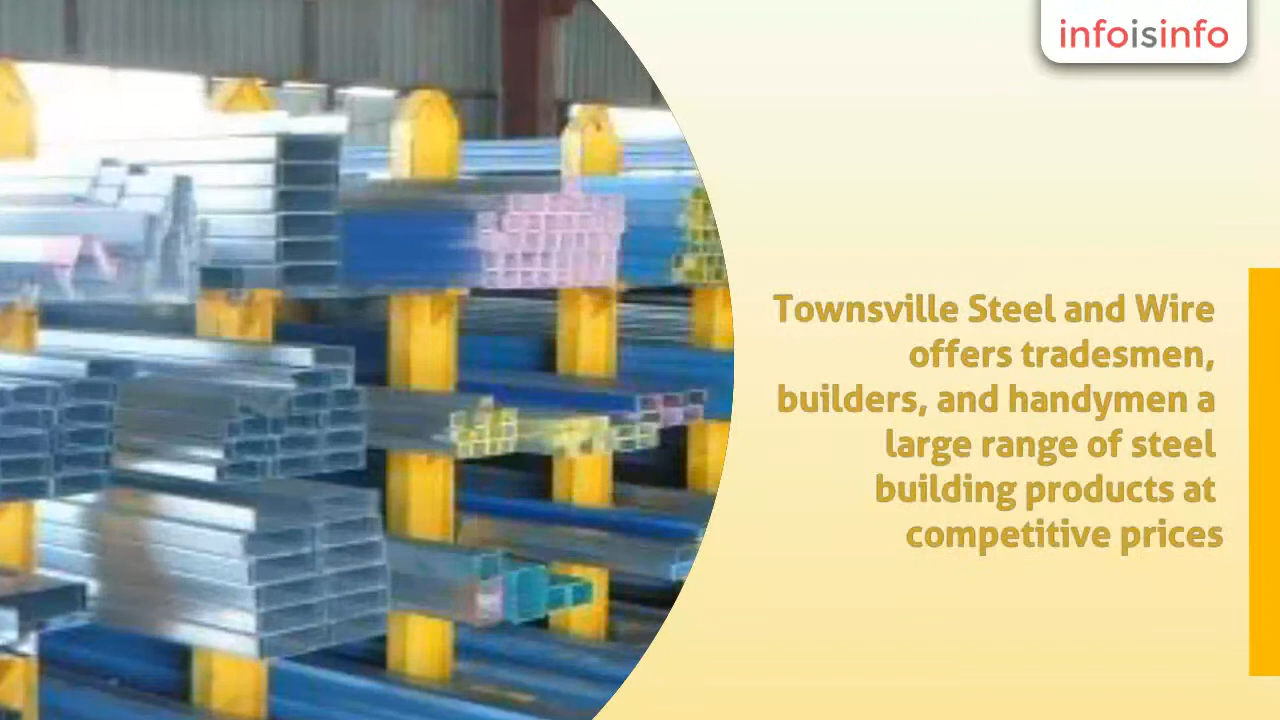 infoisinfo
Townsville Steel and Wire
offers tradesmen,
builders, and handymen a
large range of steel
building products at
competitive prices